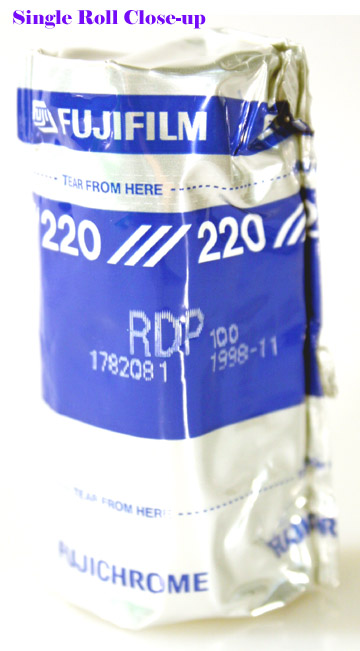 Single Roll Close-up
FUJI FUJIFILM
TEAR FROM HERE
220 /// 220 //
RDP 100
1782081 1998-11
TEAR FROM HERE
FUJICHROME